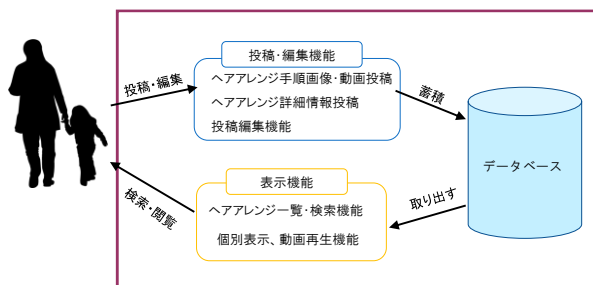 投稿・編集機能
ヘアアレンジ手順画像・動画投稿
ヘアアレンジ詳細情報投稿
投稿編集機能
投稿・編集
蓄積
データベース
表示機能
ヘアアレンジ一覧・検索機能
個別表示、動画再生機能
検索・閲覧
取り出す